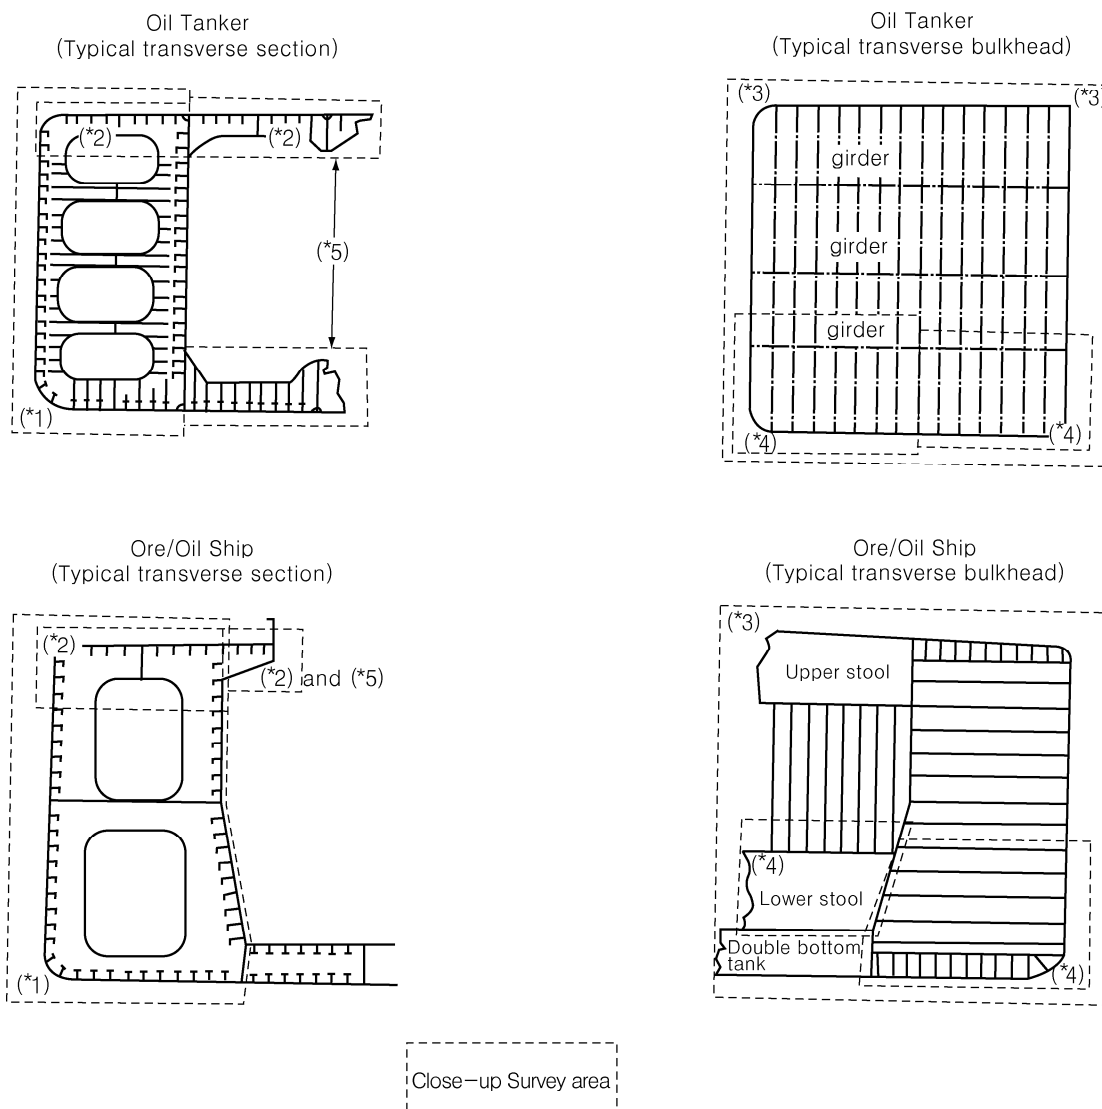 Oil Tanker
(Typical transverse section)
Oil Tanker
(Typical transverse bulkhead)
(*2)
(*2)
(*5)
(*1)
(*3)
(*3)
girder
girder
girder
(*4)
(*4)
Ore/Oil Ship
(Typical transverse section)
Ore/Oil Ship
(Typical transverse bulkhead)
(*2)
(*2) and (*5)
(*1)
(*3)
Upper stool
(*4)
Lower stool
Double bottom
tank
(*4)
Close-up Survey area